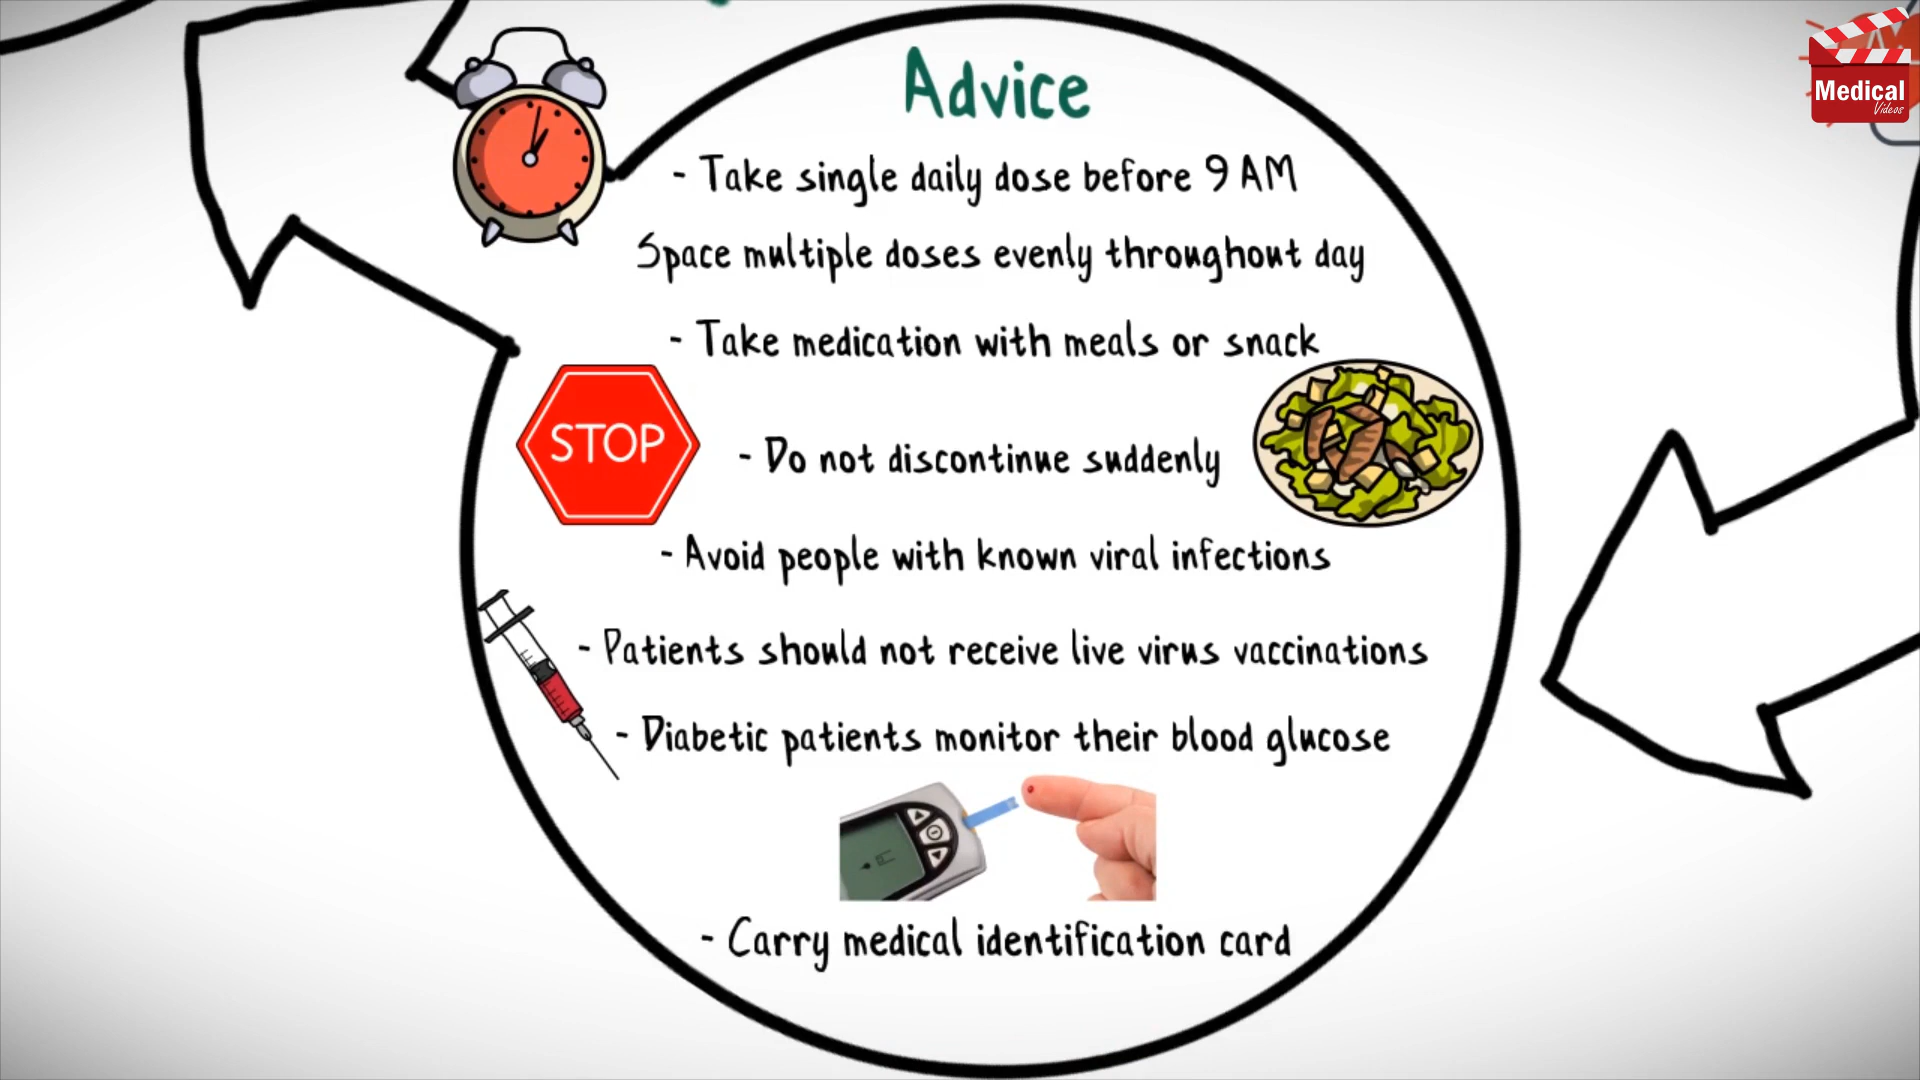 Advice
- Take single daily dose before 9 AM
Space multiple doses evenly throughout day
- Take medication with meals or snack
STOP
- Do not discontinue suddenly
- Avoid people with known viral infections
- Patients should not receive live virus vaccinations
- Diabetic patients monitor their blood glucose
- Carry medical identification card
Medical
Videos